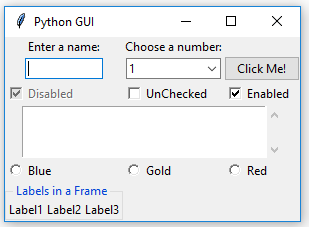 Python GUI
Enter a name: Choose a number:
1 Click Me!
Disabled UnChecked Enabled
Blue Gold Red
Labels in a Frame
Label1 Label2 Label3